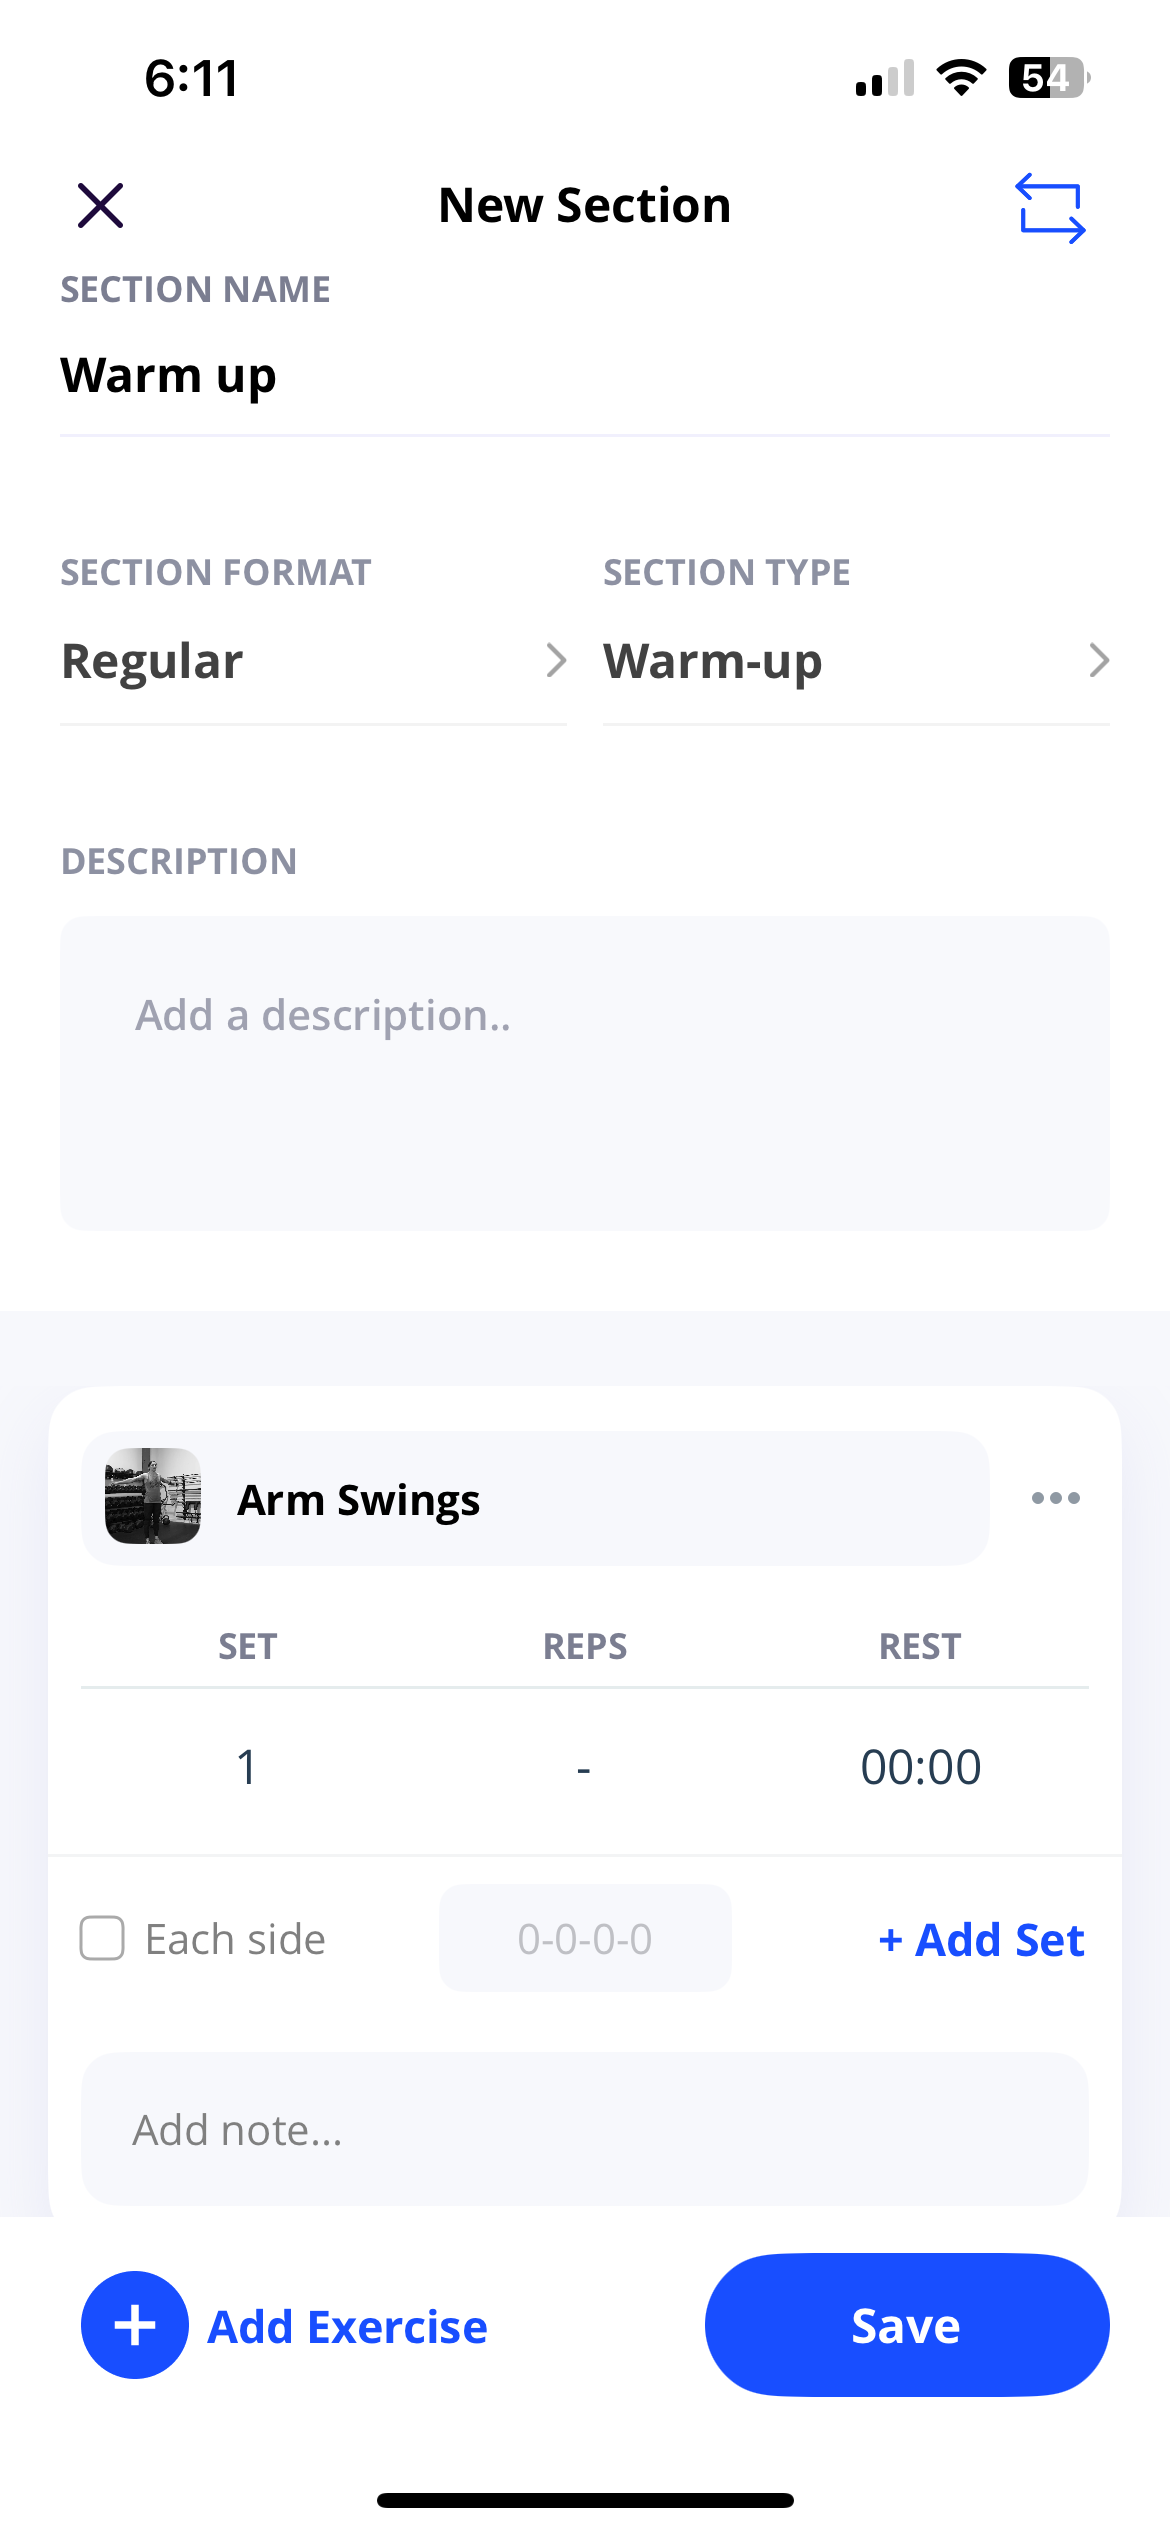 6:11
54
New Section
SECTION NAME
Warm up
SECTION FORMAT
SECTION TYPE
Regular
Warm-up
DESCRIPTION
Add a description..
Arm Swings
SET REPS REST
1 - 00:00
Each side
0-0-0-0
+ Add Set
Add note...
+ Add Exercise
Save